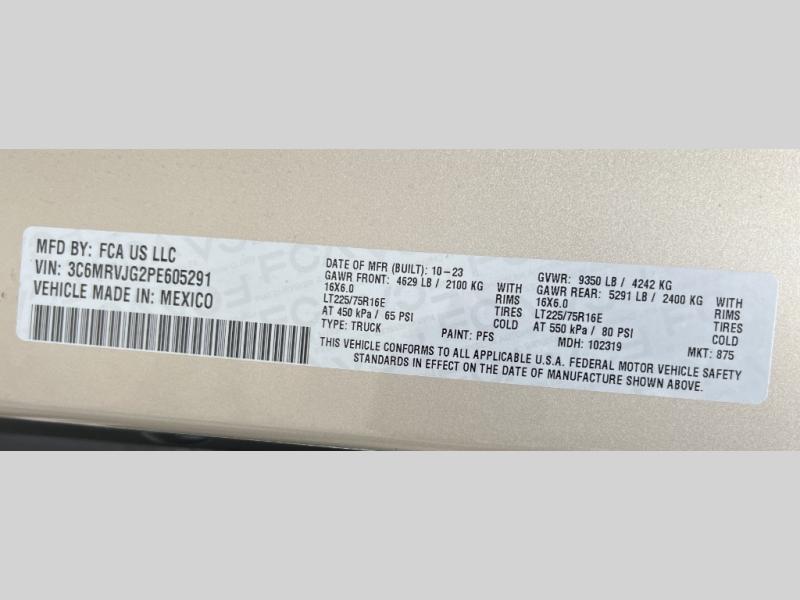 MFD BY: FCA US LLC
VIN: 3C6MRVJG2PE605291
VEHICLE MADE IN: MEXICO
DATE OF MFR (BUILT): 10-23
GAWR FRONT: 4629 LB / 2100 KG WITH
16X6.0 RIMS
LT225/75R16E TIRES
AT 450 kPa / 65 PSI COLD
TYPE: TRUCK PAINT: PFS
GVWR: 9350 LB / 4242 KG
GAWR REAR: 5291 LB / 2400 KG WITH
16X6.0 RIMS
LT225/75R16E TIRES
AT 550 kPa / 80 PSI COLD
MDH: 102319 MKT: 875
THIS VEHICLE CONFORMS TO ALL APPLICABLE U.S.A. FEDERAL MOTOR VEHICLE SAFETY
STANDARDS IN EFFECT ON THE DATE OF MANUFACTURE SHOWN ABOVE.